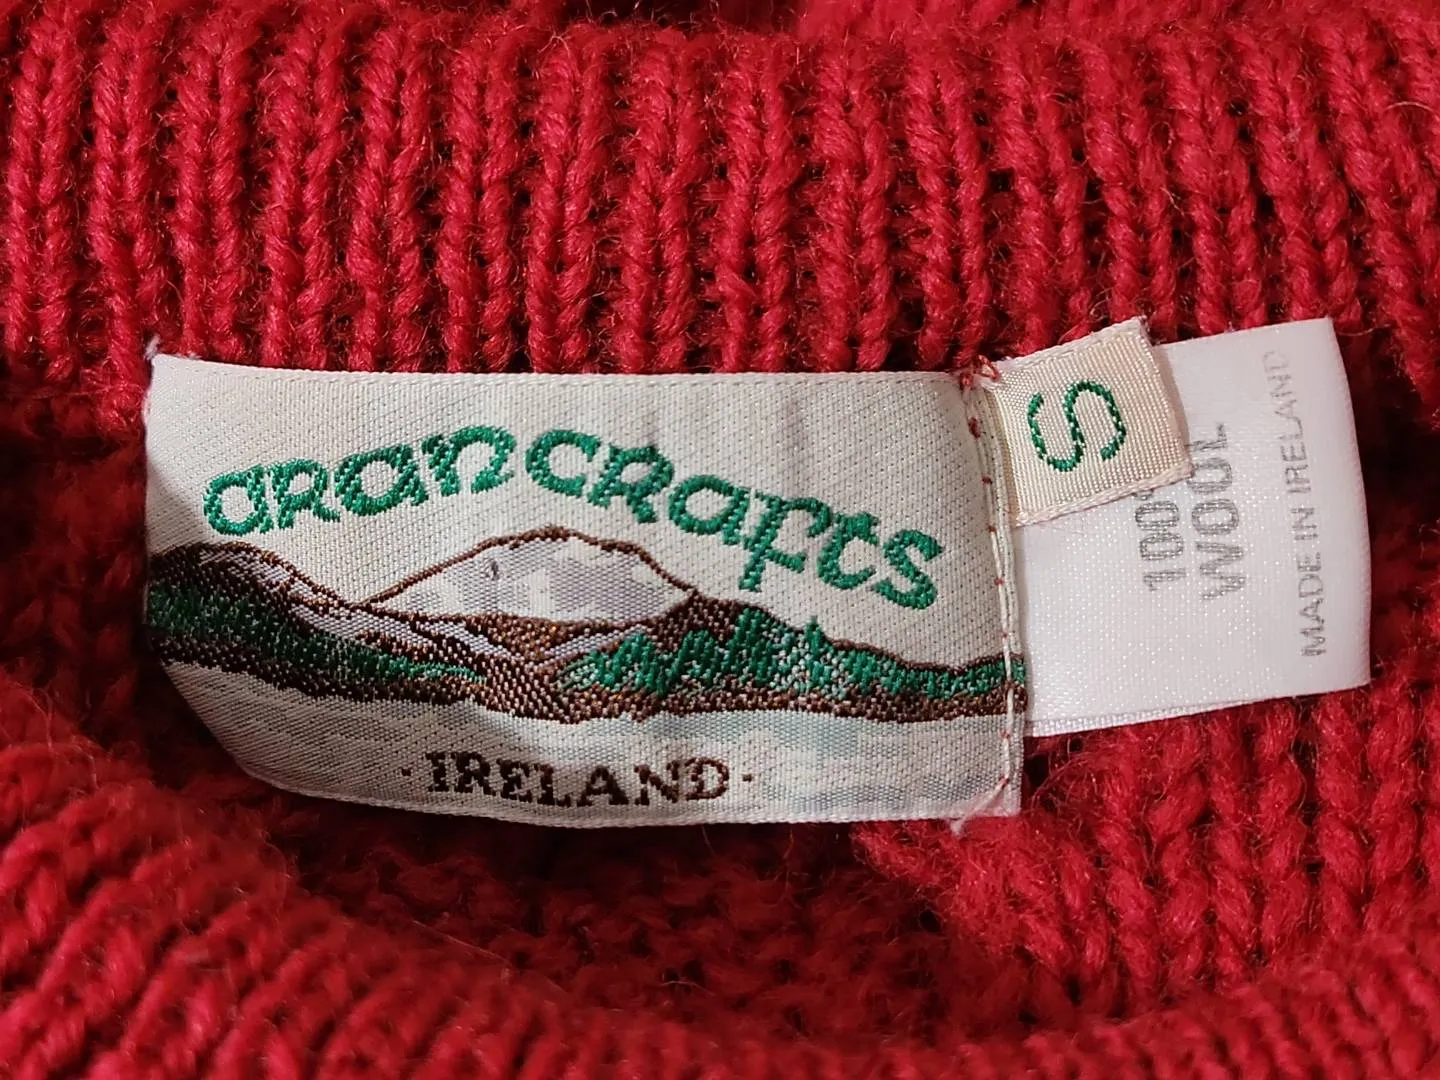 arancrafts
· IRELAND ·
S
100%
WOOL
MADE IN IRELAND